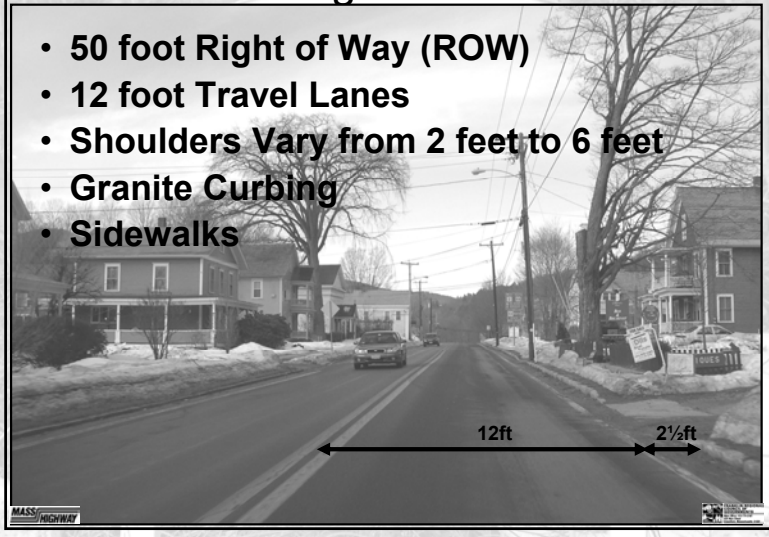 • 50 foot Right of Way (ROW)
• 12 foot Travel Lanes
• Shoulders Vary from 2 feet to 6 feet
• Granite Curbing
• Sidewalks
12ft
2½ft
MASS HIGHWAY